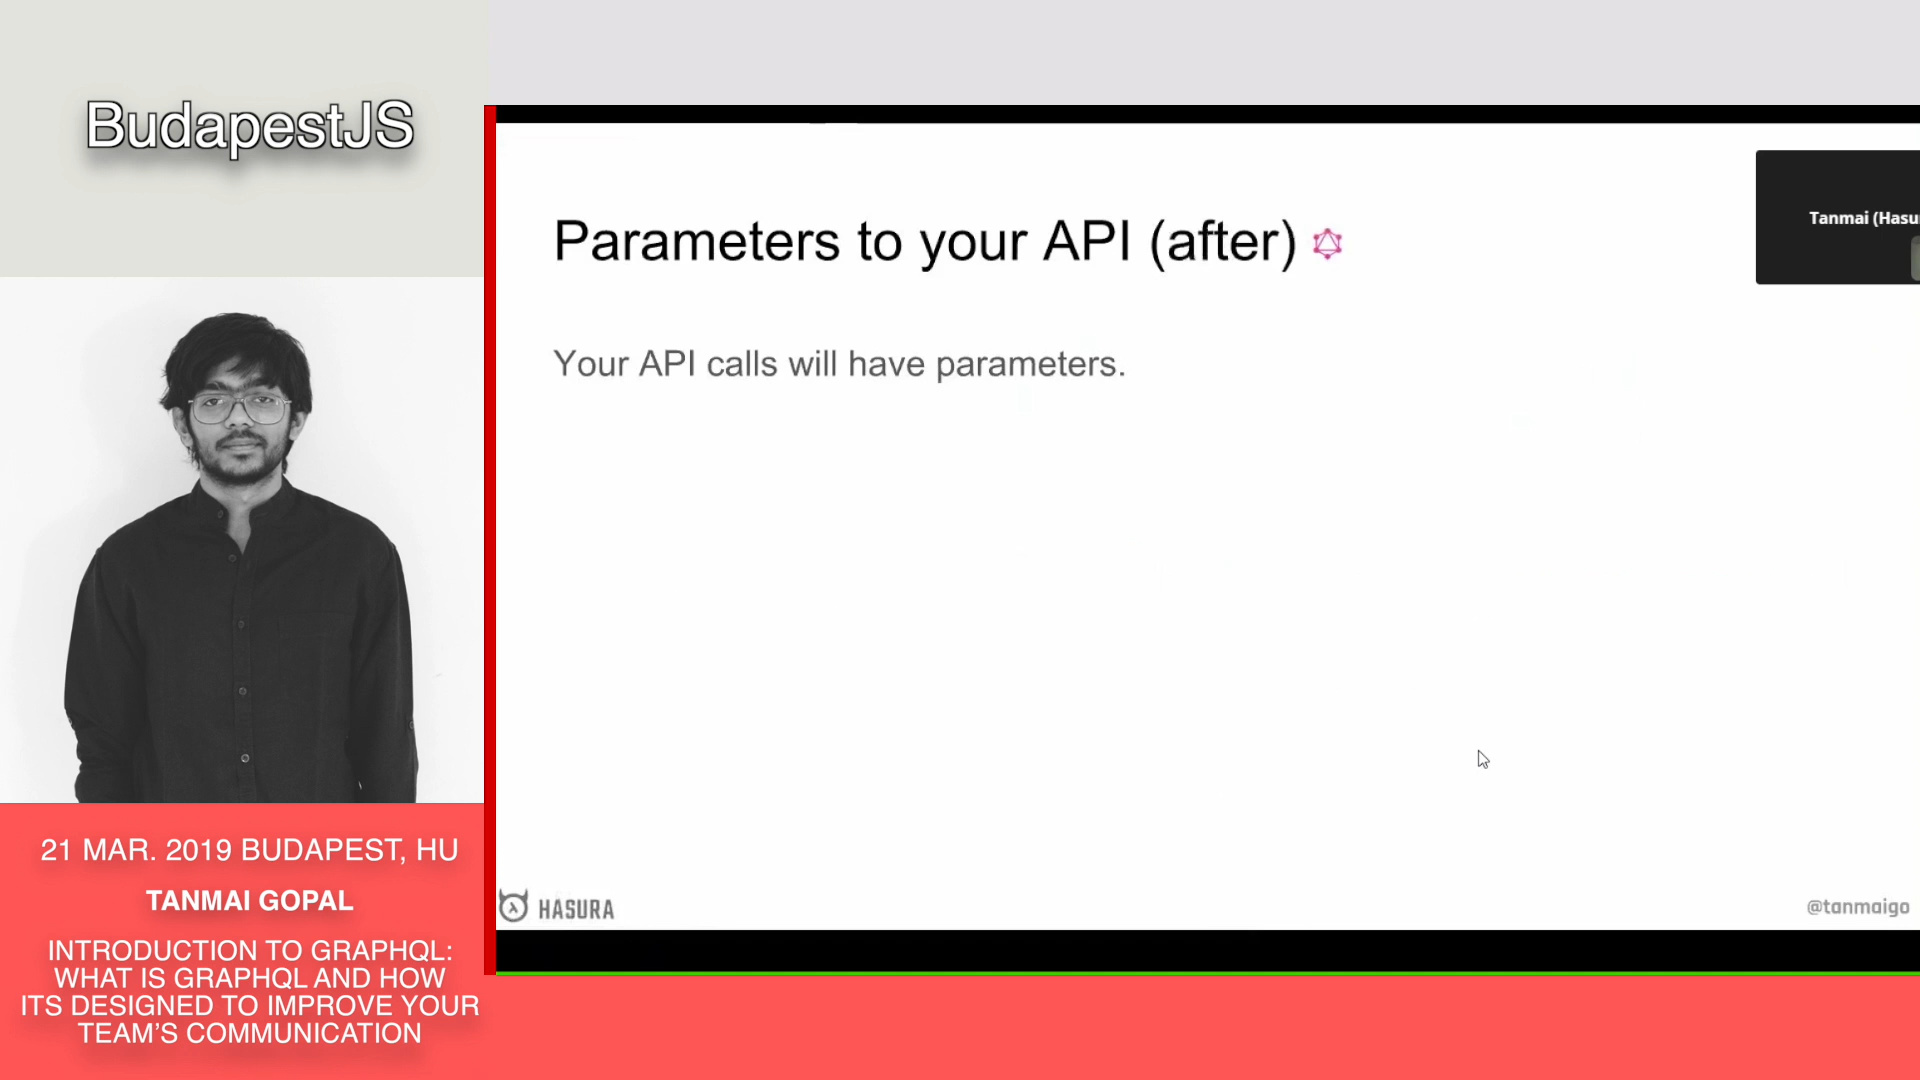 BudapestJS
21 MAR. 2019 BUDAPEST, HU
TANMAI GOPAL
INTRODUCTION TO GRAPHQL:
WHAT IS GRAPHQL AND HOW
ITS DESIGNED TO IMPROVE YOUR
TEAM'S COMMUNICATION
Parameters to your API (after)
Your API calls will have parameters.
Tanmai (Hasu
HASURA
@tanmaigo